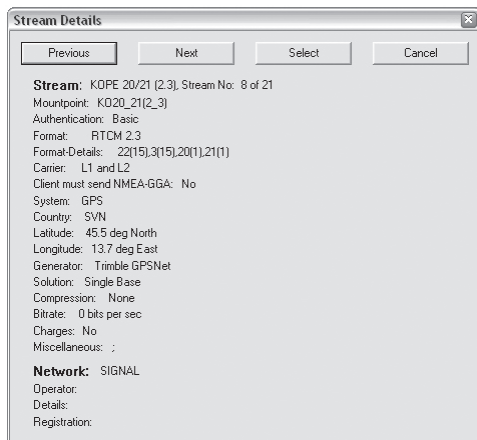 Stream Details
Previous Next Select Cancel
Stream: KOPE 20/21 (2.3), Stream No: 8 of 21
Mountpoint: KO20_21(2_3)
Authentication: Basic
Format: RTCM 2.3
Format-Details: 22(15),3(15),20(1),21(1)
Carrier: L1 and L2
Client must send NMEA-GGA: No
System: GPS
Country: SVN
Latitude: 45.5 deg North
Longitude: 13.7 deg East
Generator: Trimble GPSNet
Solution: Single Base
Compression: None
Bitrate: 0 bits per sec
Charges: No
Miscellaneous: ;
Network: SIGNAL
Operator:
Details:
Registration: